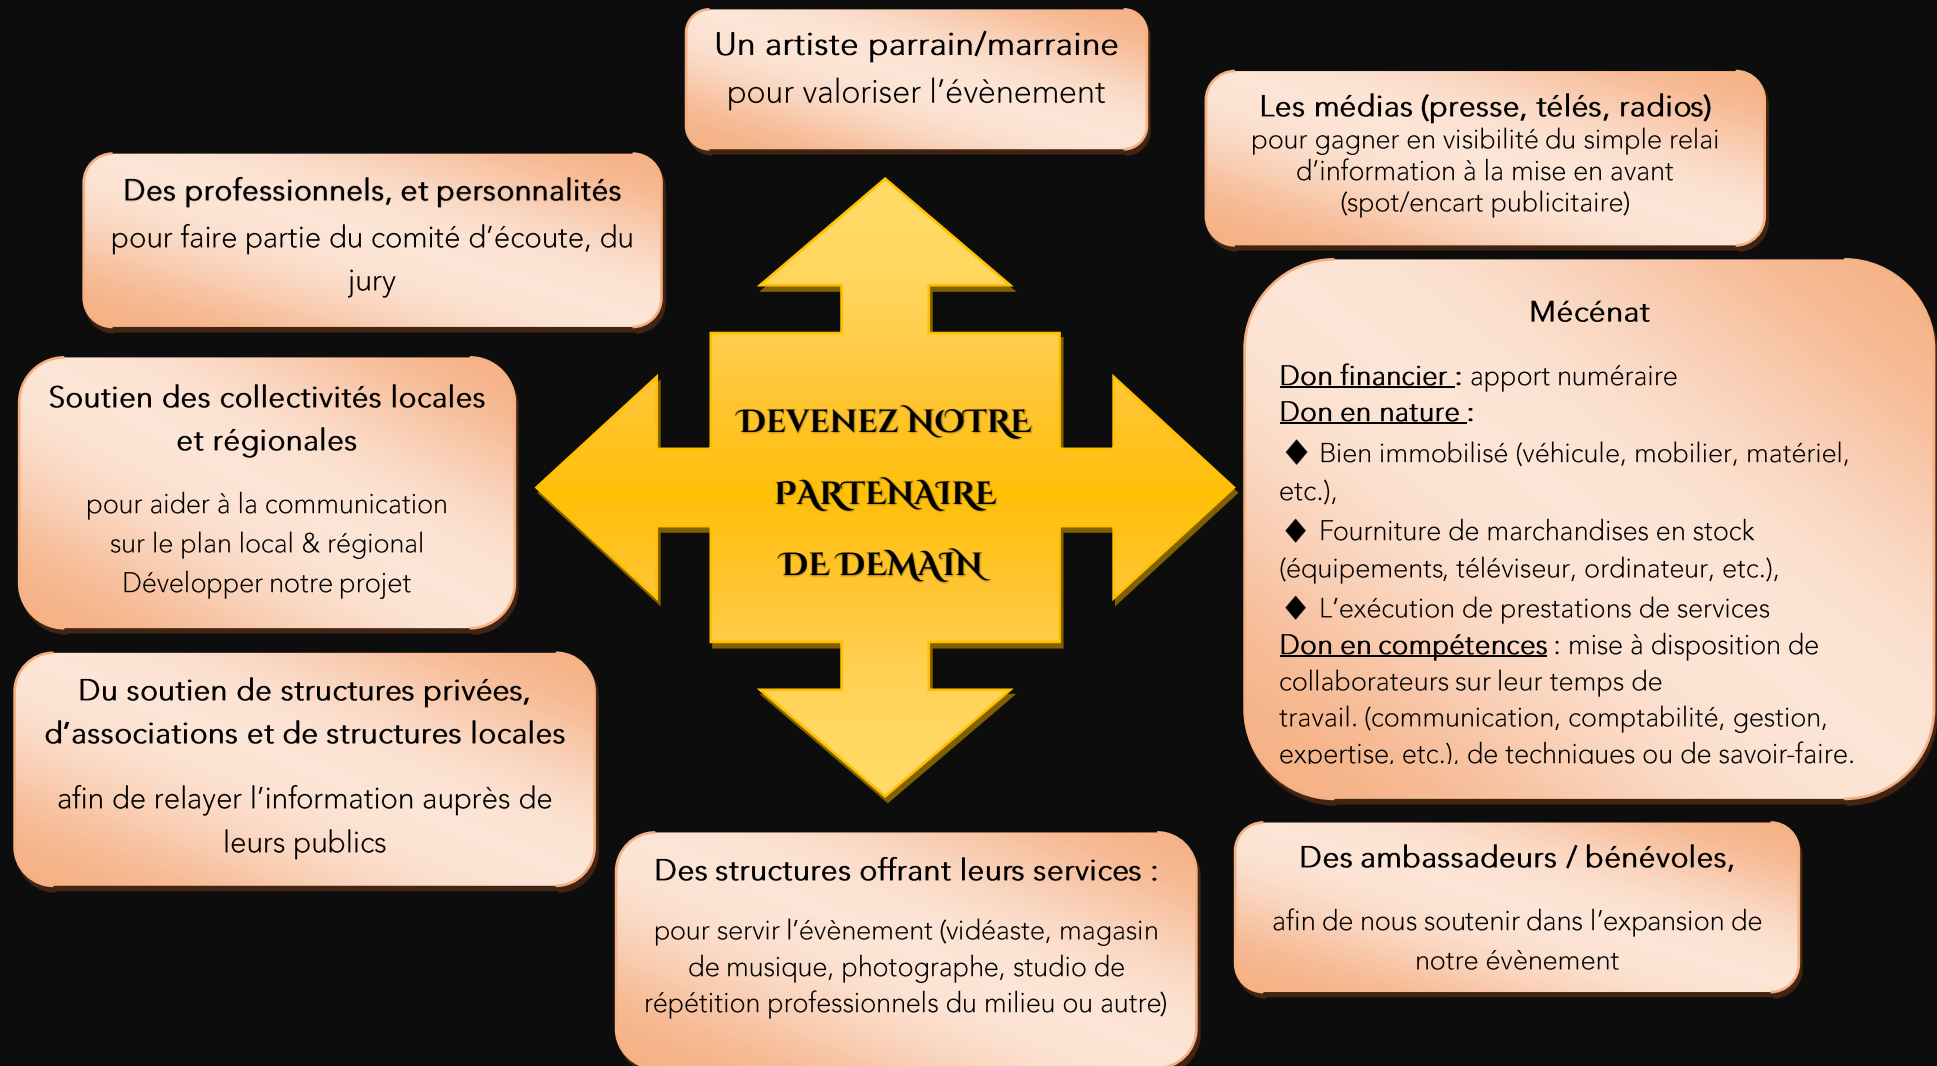 Un artiste parrain/marraine
pour valoriser l’évènement
Les médias (presse, télés, radios)
pour gagner en visibilité du simple relai
d’information à la mise en avant
(spot/encart publicitaire)
Des professionnels, et personnalités
pour faire partie du comité d’écoute, du
jury
Mécénat
Don financier : apport numéraire
Don en nature :
♦ Bien immobilisé (véhicule, mobilier, matériel,
etc.),
♦ Fourniture de marchandises en stock
(équipements, téléviseur, ordinateur, etc.),
♦ L’exécution de prestations de services
Don en compétences : mise à disposition de
collaborateurs sur leur temps de
travail. (communication, comptabilité, gestion,
expertise, etc.), de techniques ou de savoir-faire.
Soutien des collectivités locales
et régionales
pour aider à la communication
sur le plan local & régional
Développer notre projet
DEVENEZ NOTRE
PARTENAIRE
DE DEMAIN
Du soutien de structures privées,
d’associations et de structures locales
afin de relayer l’information auprès de
leurs publics
Des structures offrant leurs services :
pour servir l’évènement (vidéaste, magasin
de musique, photographe, studio de
répétition professionnels du milieu ou autre)
Des ambassadeurs / bénévoles,
afin de nous soutenir dans l’expansion de
notre évènement